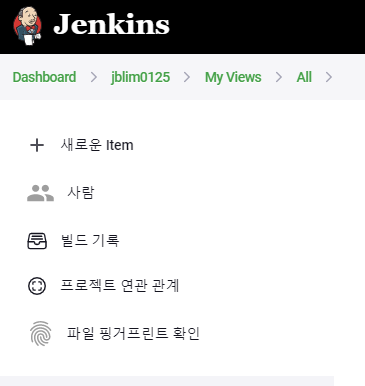 Jenkins
Dashboard > jblim0125 > My Views > All >
새로운 Item
사람
빌드 기록
프로젝트 연관 관계
파일 핑거프린트 확인